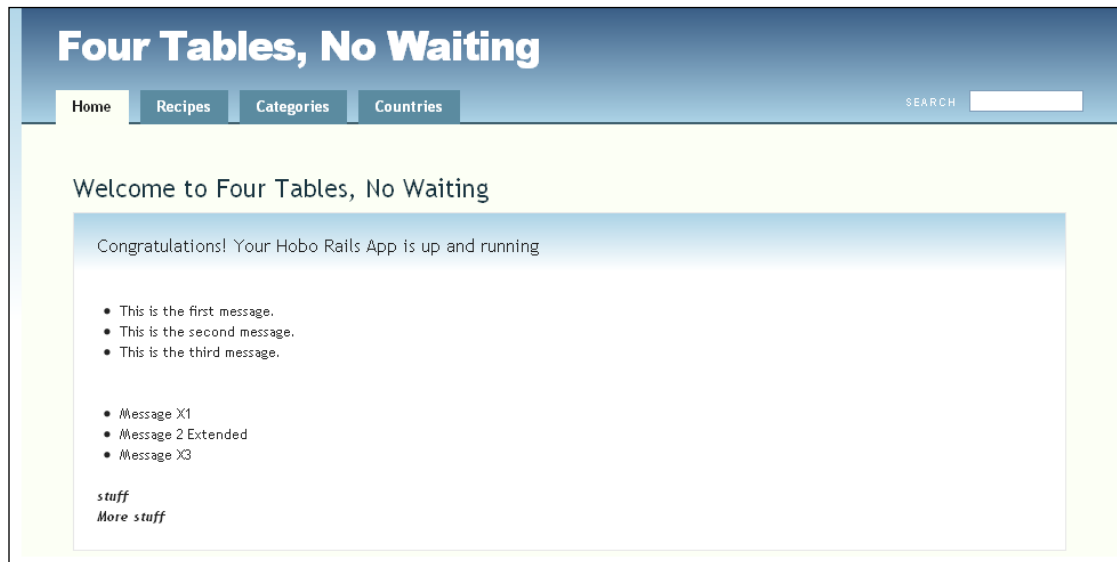 Four Tables, No Waiting
Home Recipes Categories Countries SEARCH
Welcome to Four Tables, No Waiting
Congratulations! Your Hobo Rails App is up and running
• This is the first message.
• This is the second message.
• This is the third message.
• Message X1
• Message 2 Extended
• Message X3
stuff
More stuff